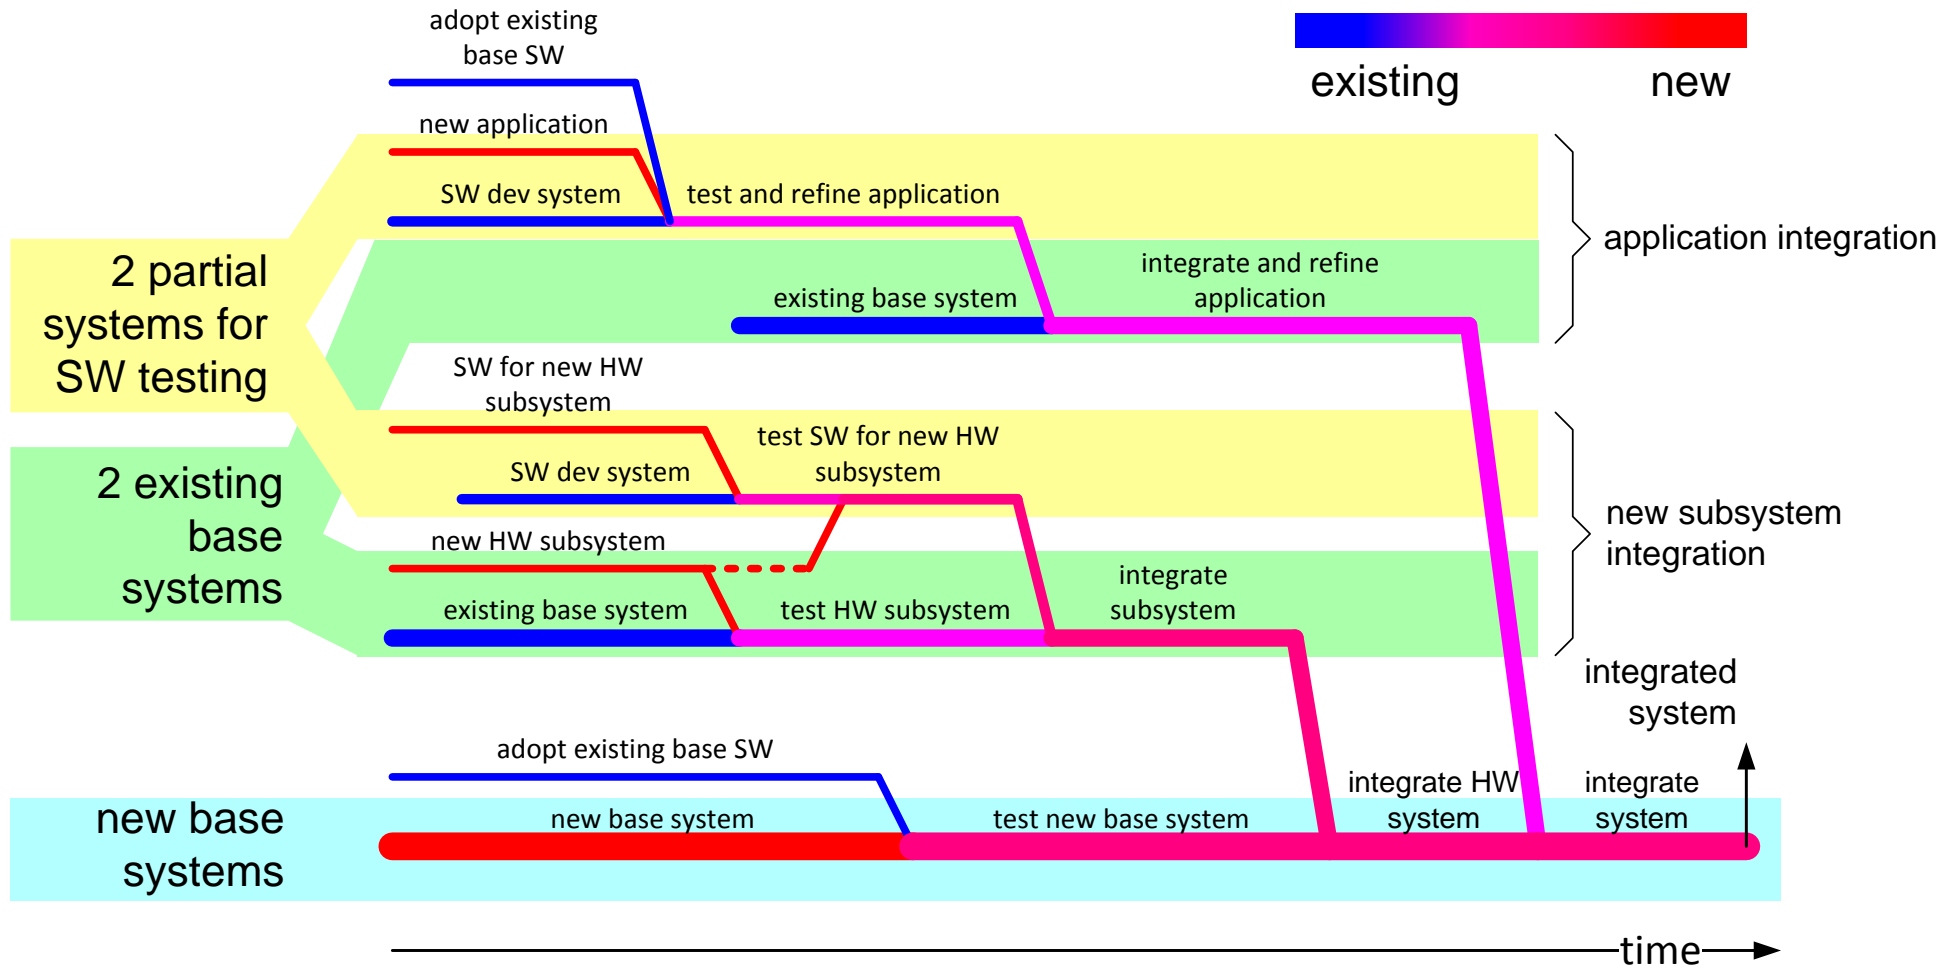 adopt existing
base SW
existing
new
new application
SW dev system
test and refine application
application integration
2 partial
systems for
SW testing
integrate and refine
application
existing base system
SW for new HW
subsystem
test SW for new HW
subsystem
SW dev system
2 existing
base
systems
new HW subsystem
new subsystem
integration
integrate
subsystem
existing base system
test HW subsystem
integrated
system
adopt existing base SW
new base
systems
new base system
test new base system
integrate HW
system
integrate
system
time